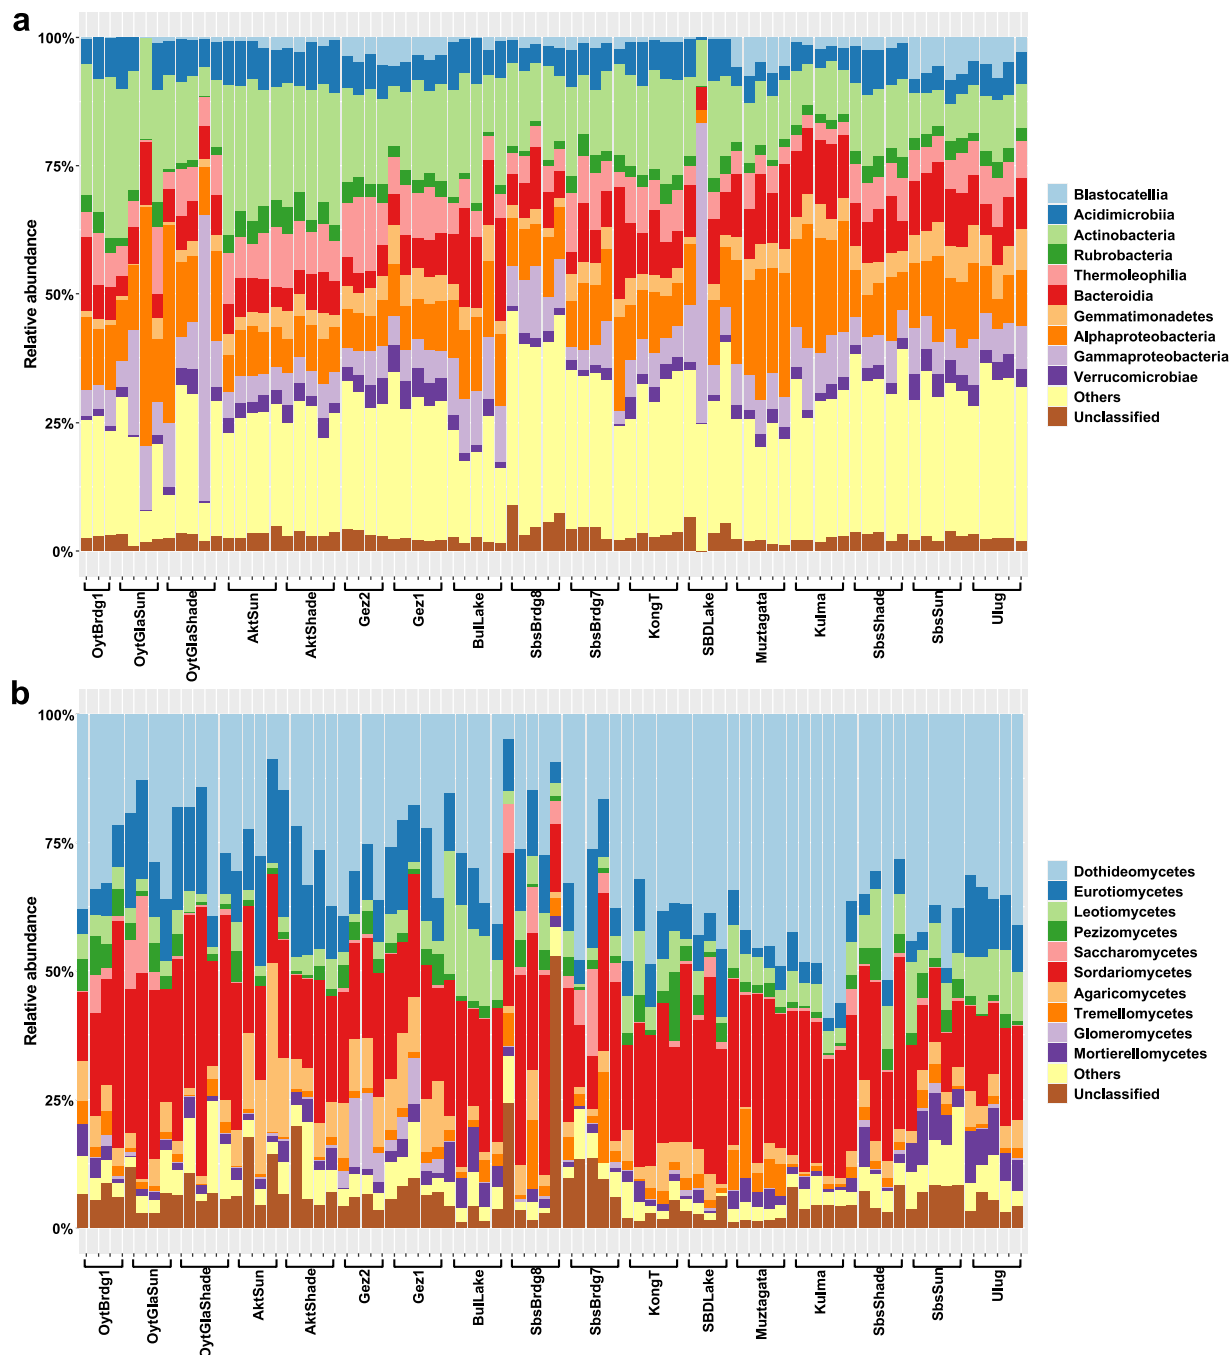 a
100%
75%
50%
25%
0%
Relative abundance
Blastocatellia
Acidimicrobiia
Actinobacteria
Rubrobacteria
Thermoleophilia
Bacteroidia
Gemmatimonadetes
Alphaproteobacteria
Gammaproteobacteria
Verrucomicrobiae
Others
Unclassified
OytBrdg1
OytGlaSun
OytGlaShade
AktSun
AktShade
Gez2
Gez1
BulLake
SbsBrdg8
SbsBrdg7
KongT
SBDLake
Muztagata
Kulma
SbsShade
SbsSun
Ulug
b
100%
75%
50%
25%
0%
Relative abundance
Dothideomycetes
Eurotiomycetes
Leotiomycetes
Pezizomycetes
Saccharomycetes
Sordariomycetes
Agaricomycetes
Tremellomycetes
Glomeromycetes
Mortierellomycetes
Others
Unclassified
OytBrdg1
OytGlaSun
OytGlaShade
AktSun
AktShade
Gez2
Gez1
BulLake
SbsBrdg8
SbsBrdg7
KongT
SBDLake
Muztagata
Kulma
SbsShade
SbsSun
Ulug